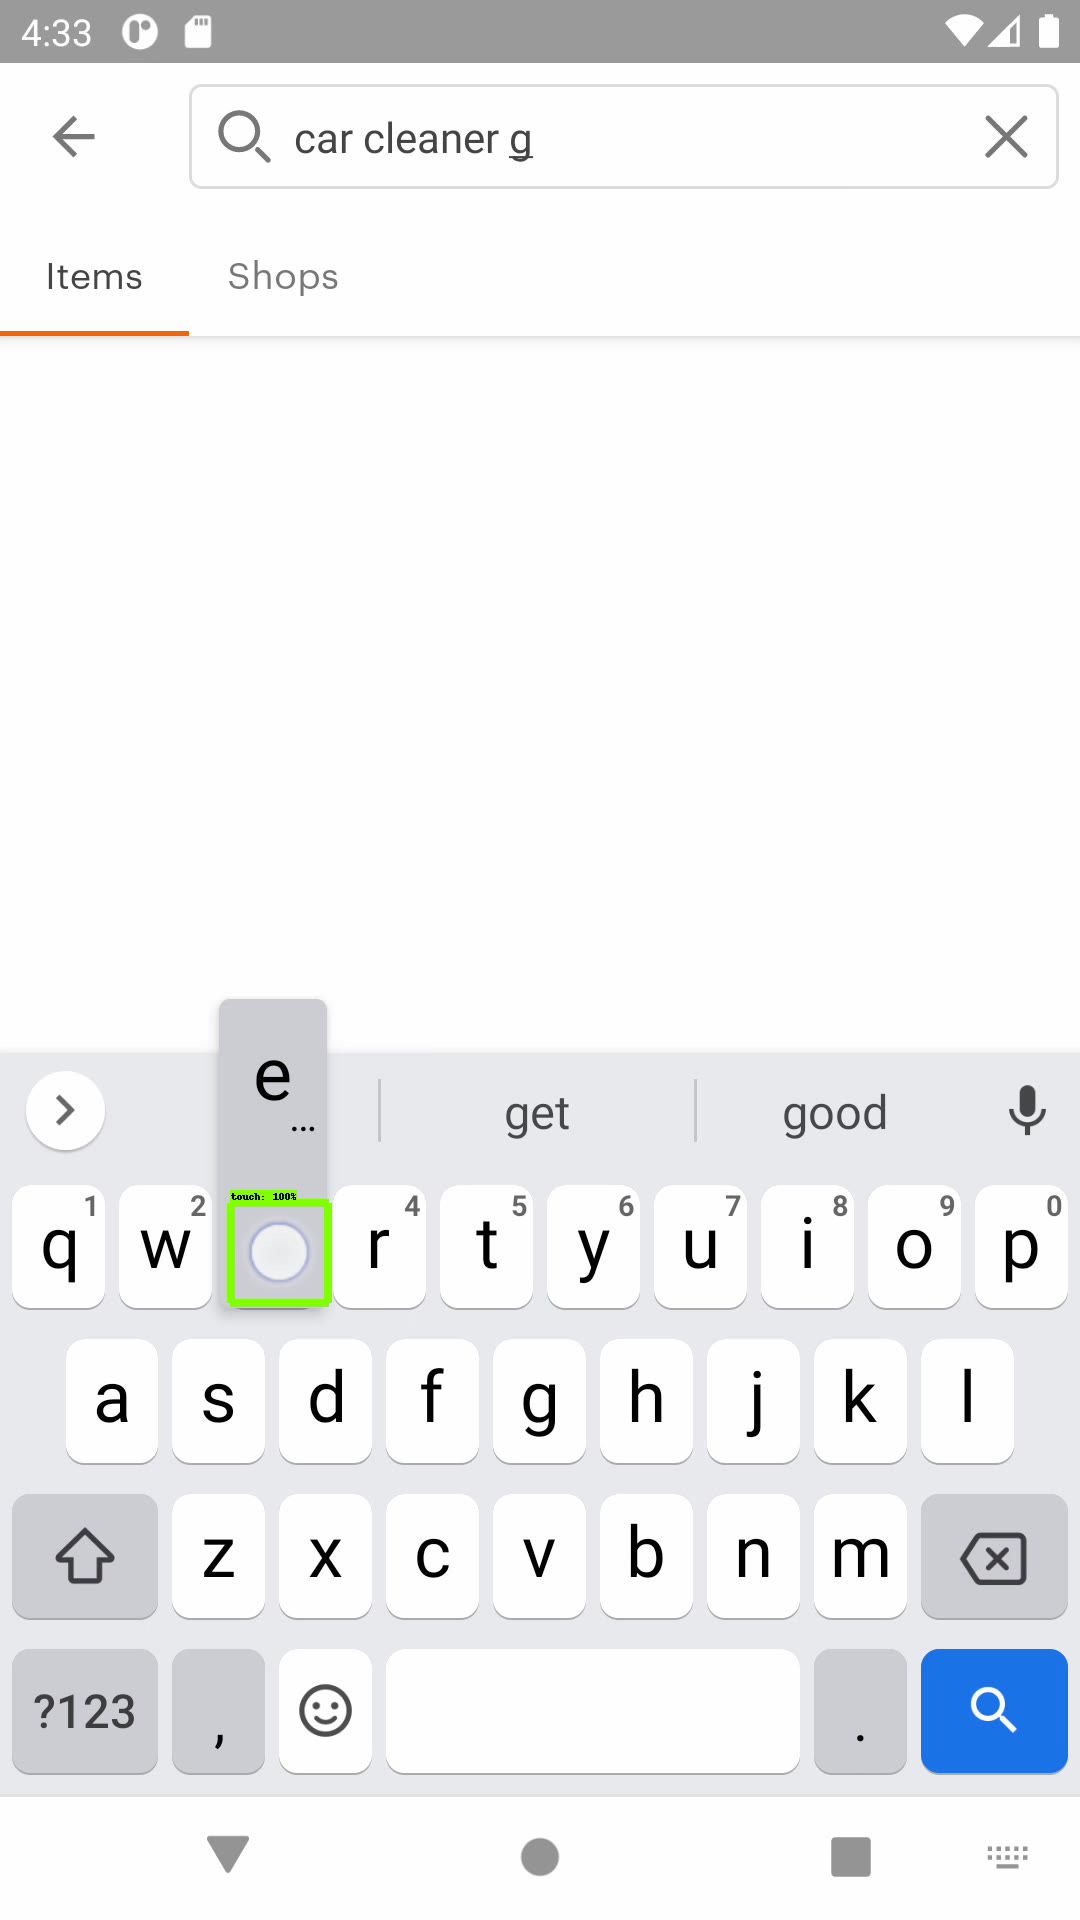 4:33
car cleaner g
Items Shops
e
...
get good
touch: 100%
1 2 4 5 6 7 8 9 0
q w r t y u i o p
a s d f g h j k l
z x c v b n m
?123 , .